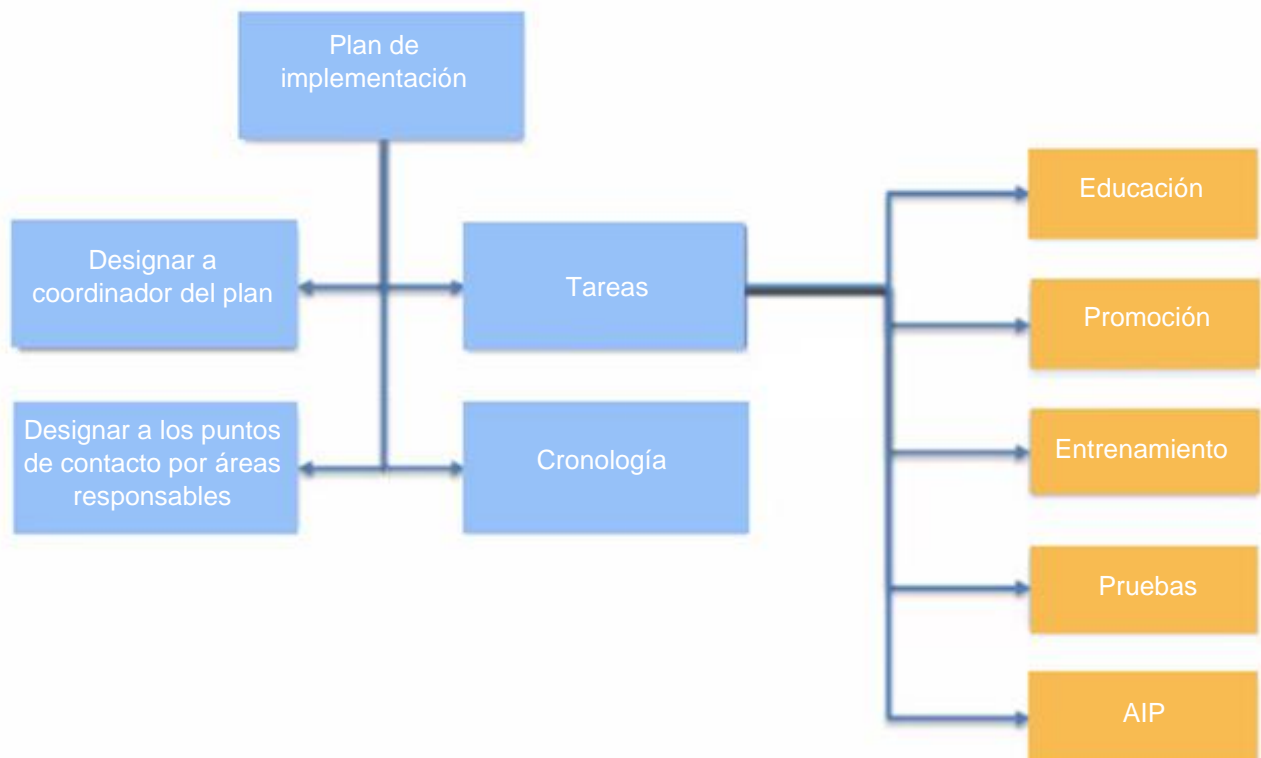 Plan de
implementación
Designar a
coordinador del plan
Tareas
Designar a los puntos
de contacto por áreas
responsables
Cronología
Educación
Promoción
Entrenamiento
Pruebas
AIP